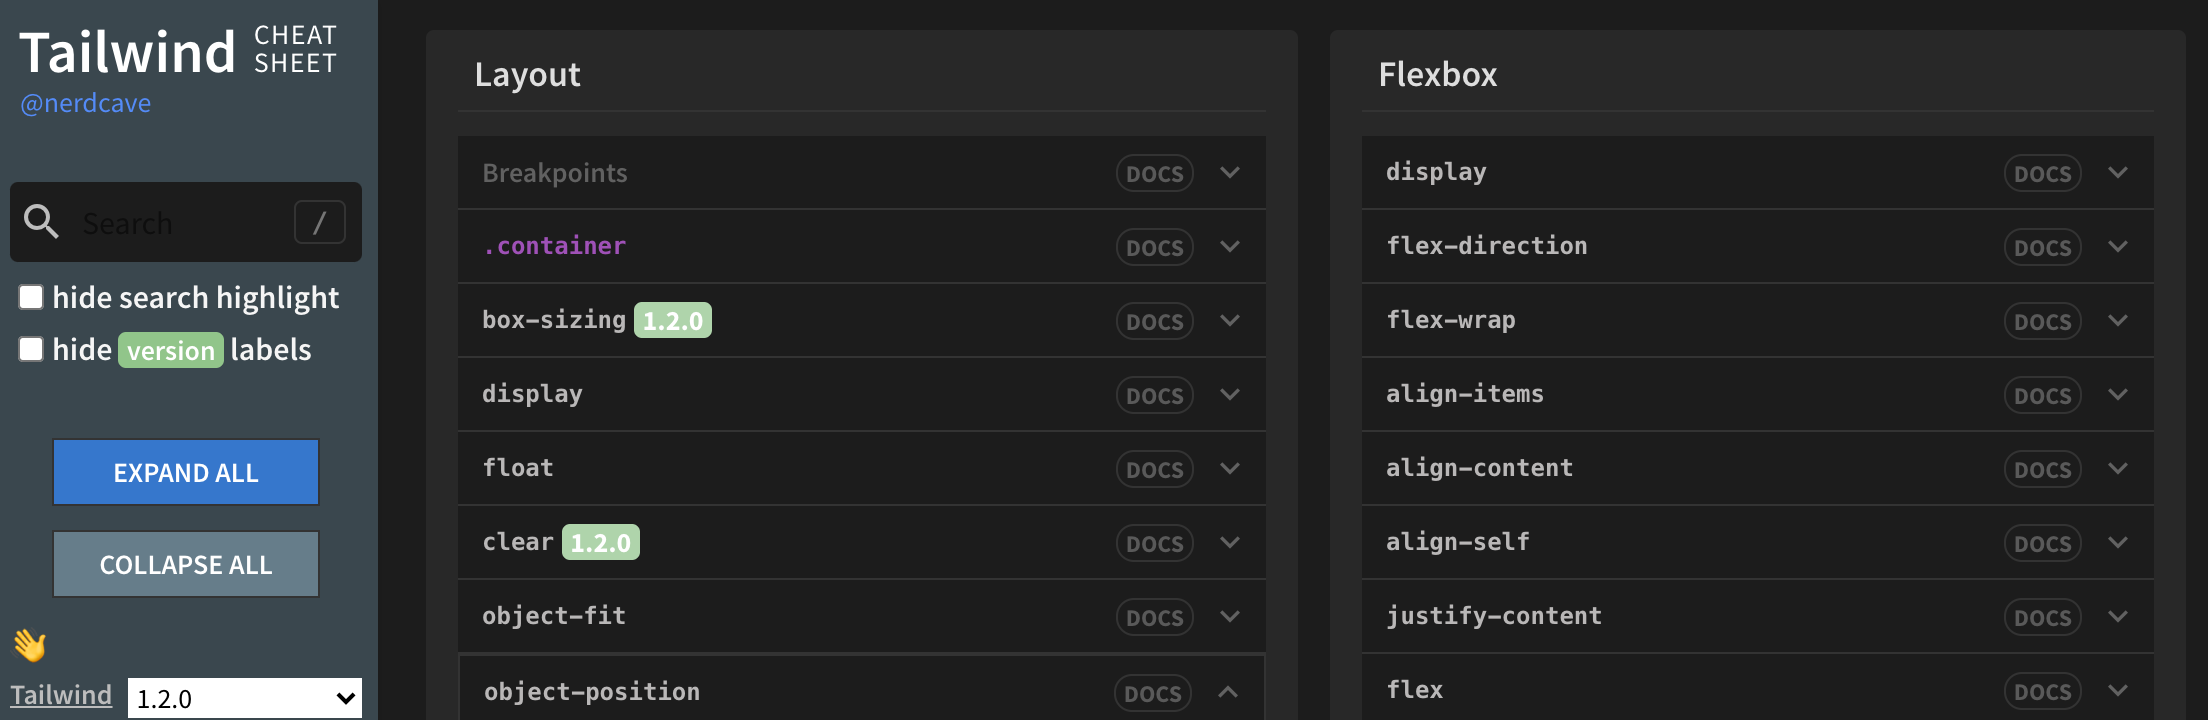 Tailwind CHEAT SHEET
@nerdcave
Search /
hide search highlight
hide version labels
EXPAND ALL
COLLAPSE ALL
Tailwind 1.2.0
Layout
Breakpoints DOCS
.container DOCS
box-sizing 1.2.0 DOCS
display DOCS
float DOCS
clear 1.2.0 DOCS
object-fit DOCS
object-position DOCS
Flexbox
display DOCS
flex-direction DOCS
flex-wrap DOCS
align-items DOCS
align-content DOCS
align-self DOCS
justify-content DOCS
flex DOCS